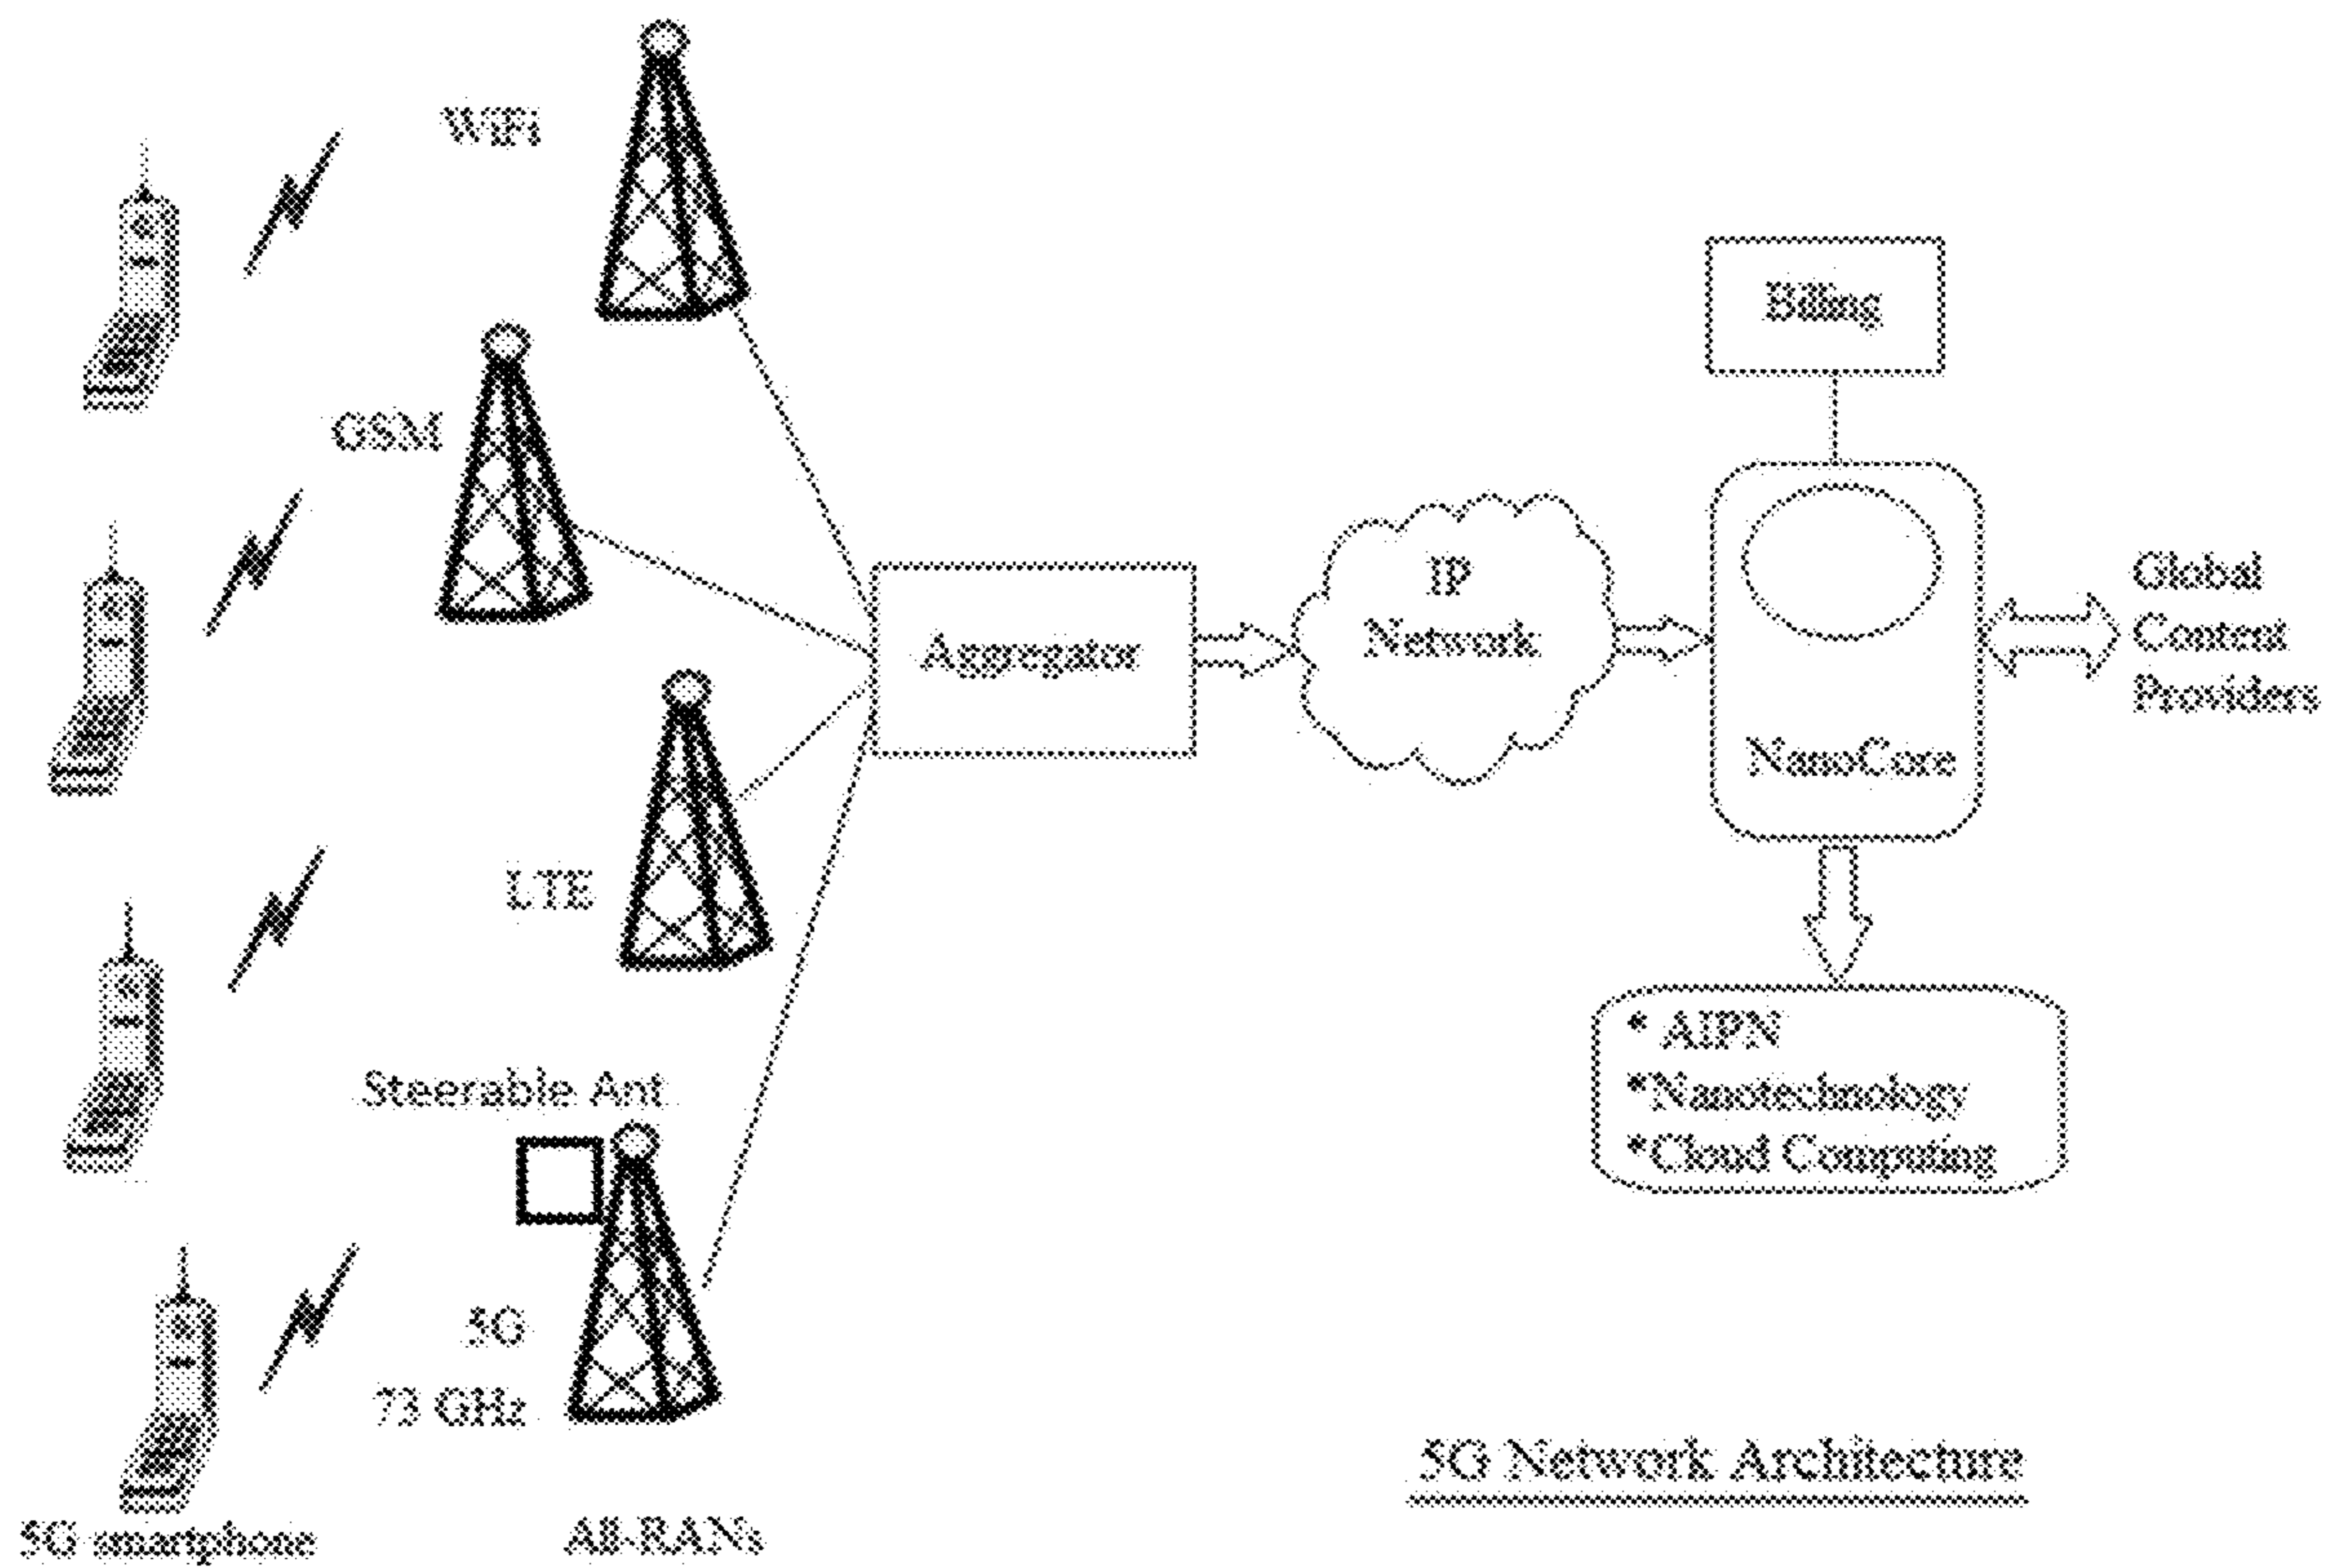 WiFi
GSM
LTE
Steerable Ant
5G
73 GHz
5G smartphone
All-RANs
Aggregator
IP
Network
Billing
NanoCore
Global
Content
Providers
* AIPN
*Nanotechnology
*Cloud Computing
5G Network Architecture